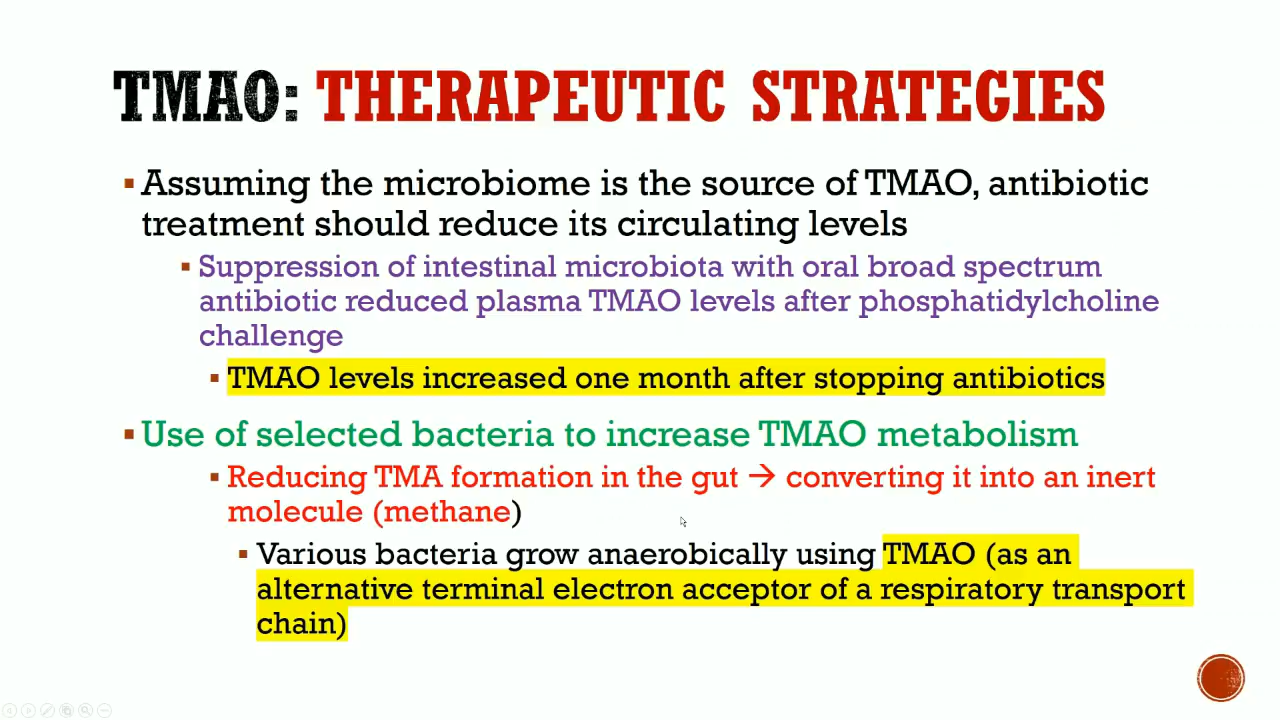 TMAO: THERAPEUTIC STRATEGIES
▪ Assuming the microbiome is the source of TMAO, antibiotic
treatment should reduce its circulating levels
▪ Suppression of intestinal microbiota with oral broad spectrum
antibiotic reduced plasma TMAO levels after phosphatidylcholine
challenge
▪ TMAO levels increased one month after stopping antibiotics
▪ Use of selected bacteria to increase TMAO metabolism
▪ Reducing TMA formation in the gut → converting it into an inert
molecule (methane)
▪ Various bacteria grow anaerobically using TMAO (as an
alternative terminal electron acceptor of a respiratory transport
chain)